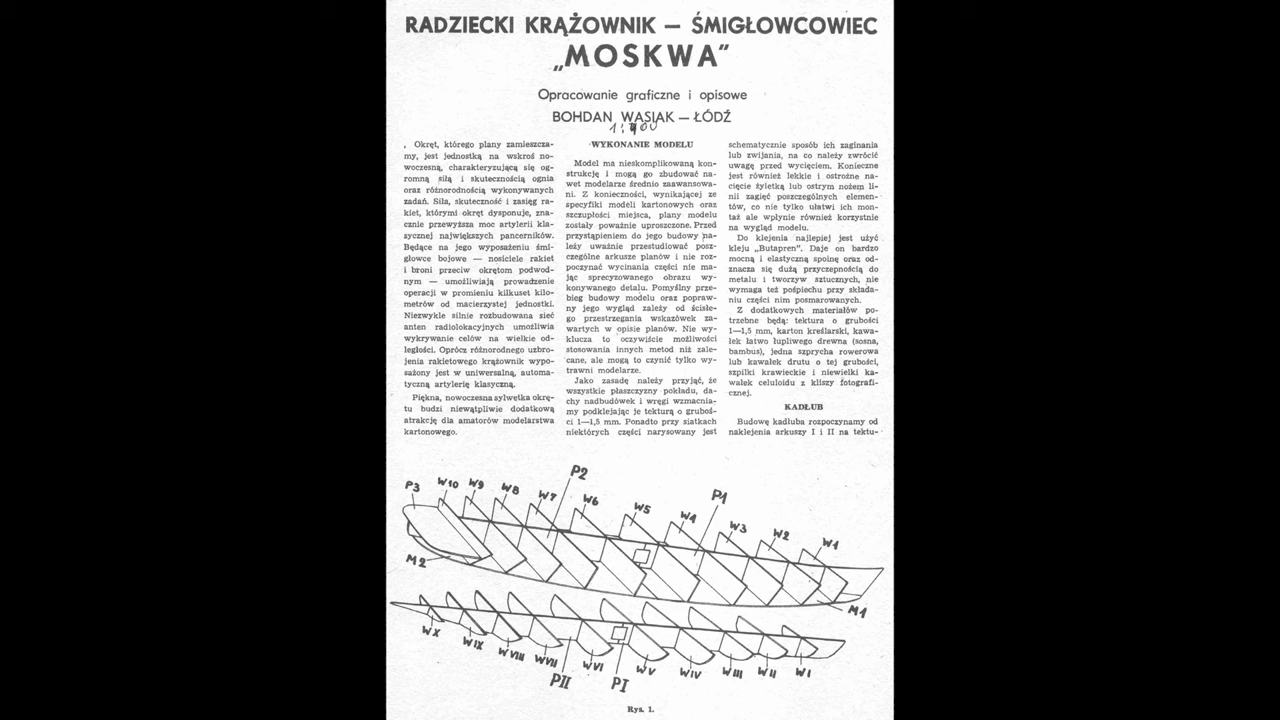 RADZIECKI KRĄŻOWNIK — ŚMIGŁOWCOWIEC
„MOSKWA”
Opracowanie graficzne i opisowe
BOHDAN WASIAK — ŁÓDŹ
Okręt, którego plany zamieszcza-
my, jest jednostką na wskroś no-
woczesną, charakteryzującą się og-
romną siłą i skutecznością ognia
oraz różnorodnością wykonywanych
zadań. Siła, skuteczność i zasięg ra-
kiet, którymi okręt dysponuje, zna-
cznie przewyższa moc artylerii kla-
sycznej największych pancerników.
Będące na jego wyposażeniu śmi-
głowce bojowe — nosiciele rakiet
i broni przeciw okrętom podwod-
nym — umożliwiają prowadzenie
operacji w promieniu kilkuset kilo-
metrów od macierzystej jednostki.
Niezwykle silnie rozbudowana sieć
anten radiolokacyjnych umożliwia
wykrywanie celów na wielkie od-
ległości. Oprócz różnorodnego uzbro-
jenia rakietowego krążownik wypo-
sażony jest w uniwersalną, automa-
tyczną artylerię klasyczną.
Piękna, nowoczesna sylwetka okrę-
tu budzi niewątpliwie dodatkową
atrakcję dla amatorów modelarstwa
kartonowego.
WYKONANIE MODELU
Model ma nieskomplikowaną kon-
strukcję i mogą go zbudować na-
wet modelarze średnio zaawansowa-
ni. Z konieczności, wynikającej ze
specyfiki modeli kartonowych oraz
szczupłości miejsca, plany modelu
zostały poważnie uproszczone. Przed
przystąpieniem do jego budowy na-
leży uważnie przestudiować posz-
czególne arkusze planów i nie roz-
poczynać wycinania części nie ma-
jąc sprecyzowanego obrazu wy-
konywanego detalu. Pomyślny prze-
bieg budowy modelu oraz popraw-
ny jego wygląd zależy od ścisłe-
go przestrzegania wskazówek za-
wartych w opisie planów. Nie wy-
klucza to oczywiście możliwości
stosowania innych metod niż zale-
cane, ale mogą to czynić tylko wy-
trawni modelarze.
Jako zasadę należy przyjąć, że
wszystkie płaszczyzny pokładu, da-
chy nadbudówek i wręgi wzmacnia-
my podklejając je tekturą o gruboś-
ci 1—1,5 mm. Ponadto przy siatkach
niektórych części narysowany jest
schematycznie sposób ich zaginania
lub zwijania, na co należy zwrócić
uwagę przed wycięciem. Konieczne
jest również lekkie i ostrożne na-
cięcie żyletką lub ostrym nożem li-
nii zagięć poszczególnych elemen-
tów, co nie tylko ułatwi ich mon-
taż ale wpłynie również korzystnie
na wygląd modelu.
Do klejenia najlepiej jest użyć
kleju „Butapren”. Daje on bardzo
mocną i elastyczną spoinę oraz od-
znacza się dużą przyczepnością do
metalu i tworzyw sztucznych, nie
wymaga też pośpiechu przy składa-
niu części nim posmarowanych.
Z dodatkowych materiałów po-
trzebne będą: tektura o grubości
1—1,5 mm, karton kreślarski, kawa-
łek łatwo łupliwego drewna (sosna,
bambus), jedna szprycha rowerowa
lub kawałek drutu o tej grubości,
szpilki krawieckie i niewielki ka-
wałek celuloidu z kliszy fotografi-
cznej.
KADŁUB
Budowę kadłuba rozpoczynamy od
naklejenia arkuszy I i II na tektu-
P3 W10 W9 W8 W7 P2 W6 W5 W4 P1 W3 W2 W1
M2 M1
WX WIX WVIII WVII PII WVI PI WV WIV WIII WII WI
Rys. 1.